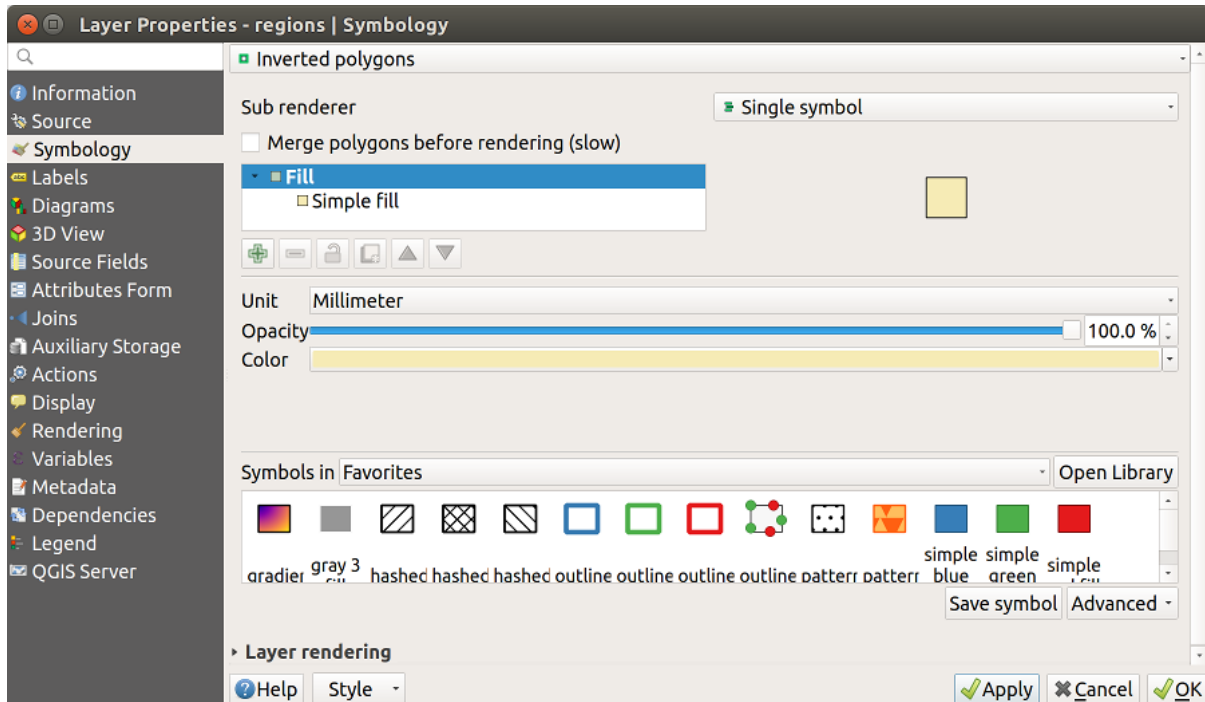 Layer Properties - regions | Symbology
Inverted polygons
Information
Source
Symbology
Labels
Diagrams
3D View
Source Fields
Attributes Form
Joins
Auxiliary Storage
Actions
Display
Rendering
Variables
Metadata
Dependencies
Legend
QGIS Server
Sub renderer
Single symbol
Merge polygons before rendering (slow)
Fill
Simple fill
Unit Millimeter
Opacity 100.0 %
Color
Symbols in Favorites Open Library
gradier gray 3 hashed hashed hashed outline outline outline outline patterr patterr simple blue simple green simple
Save symbol Advanced
Layer rendering
Help Style Apply Cancel OK